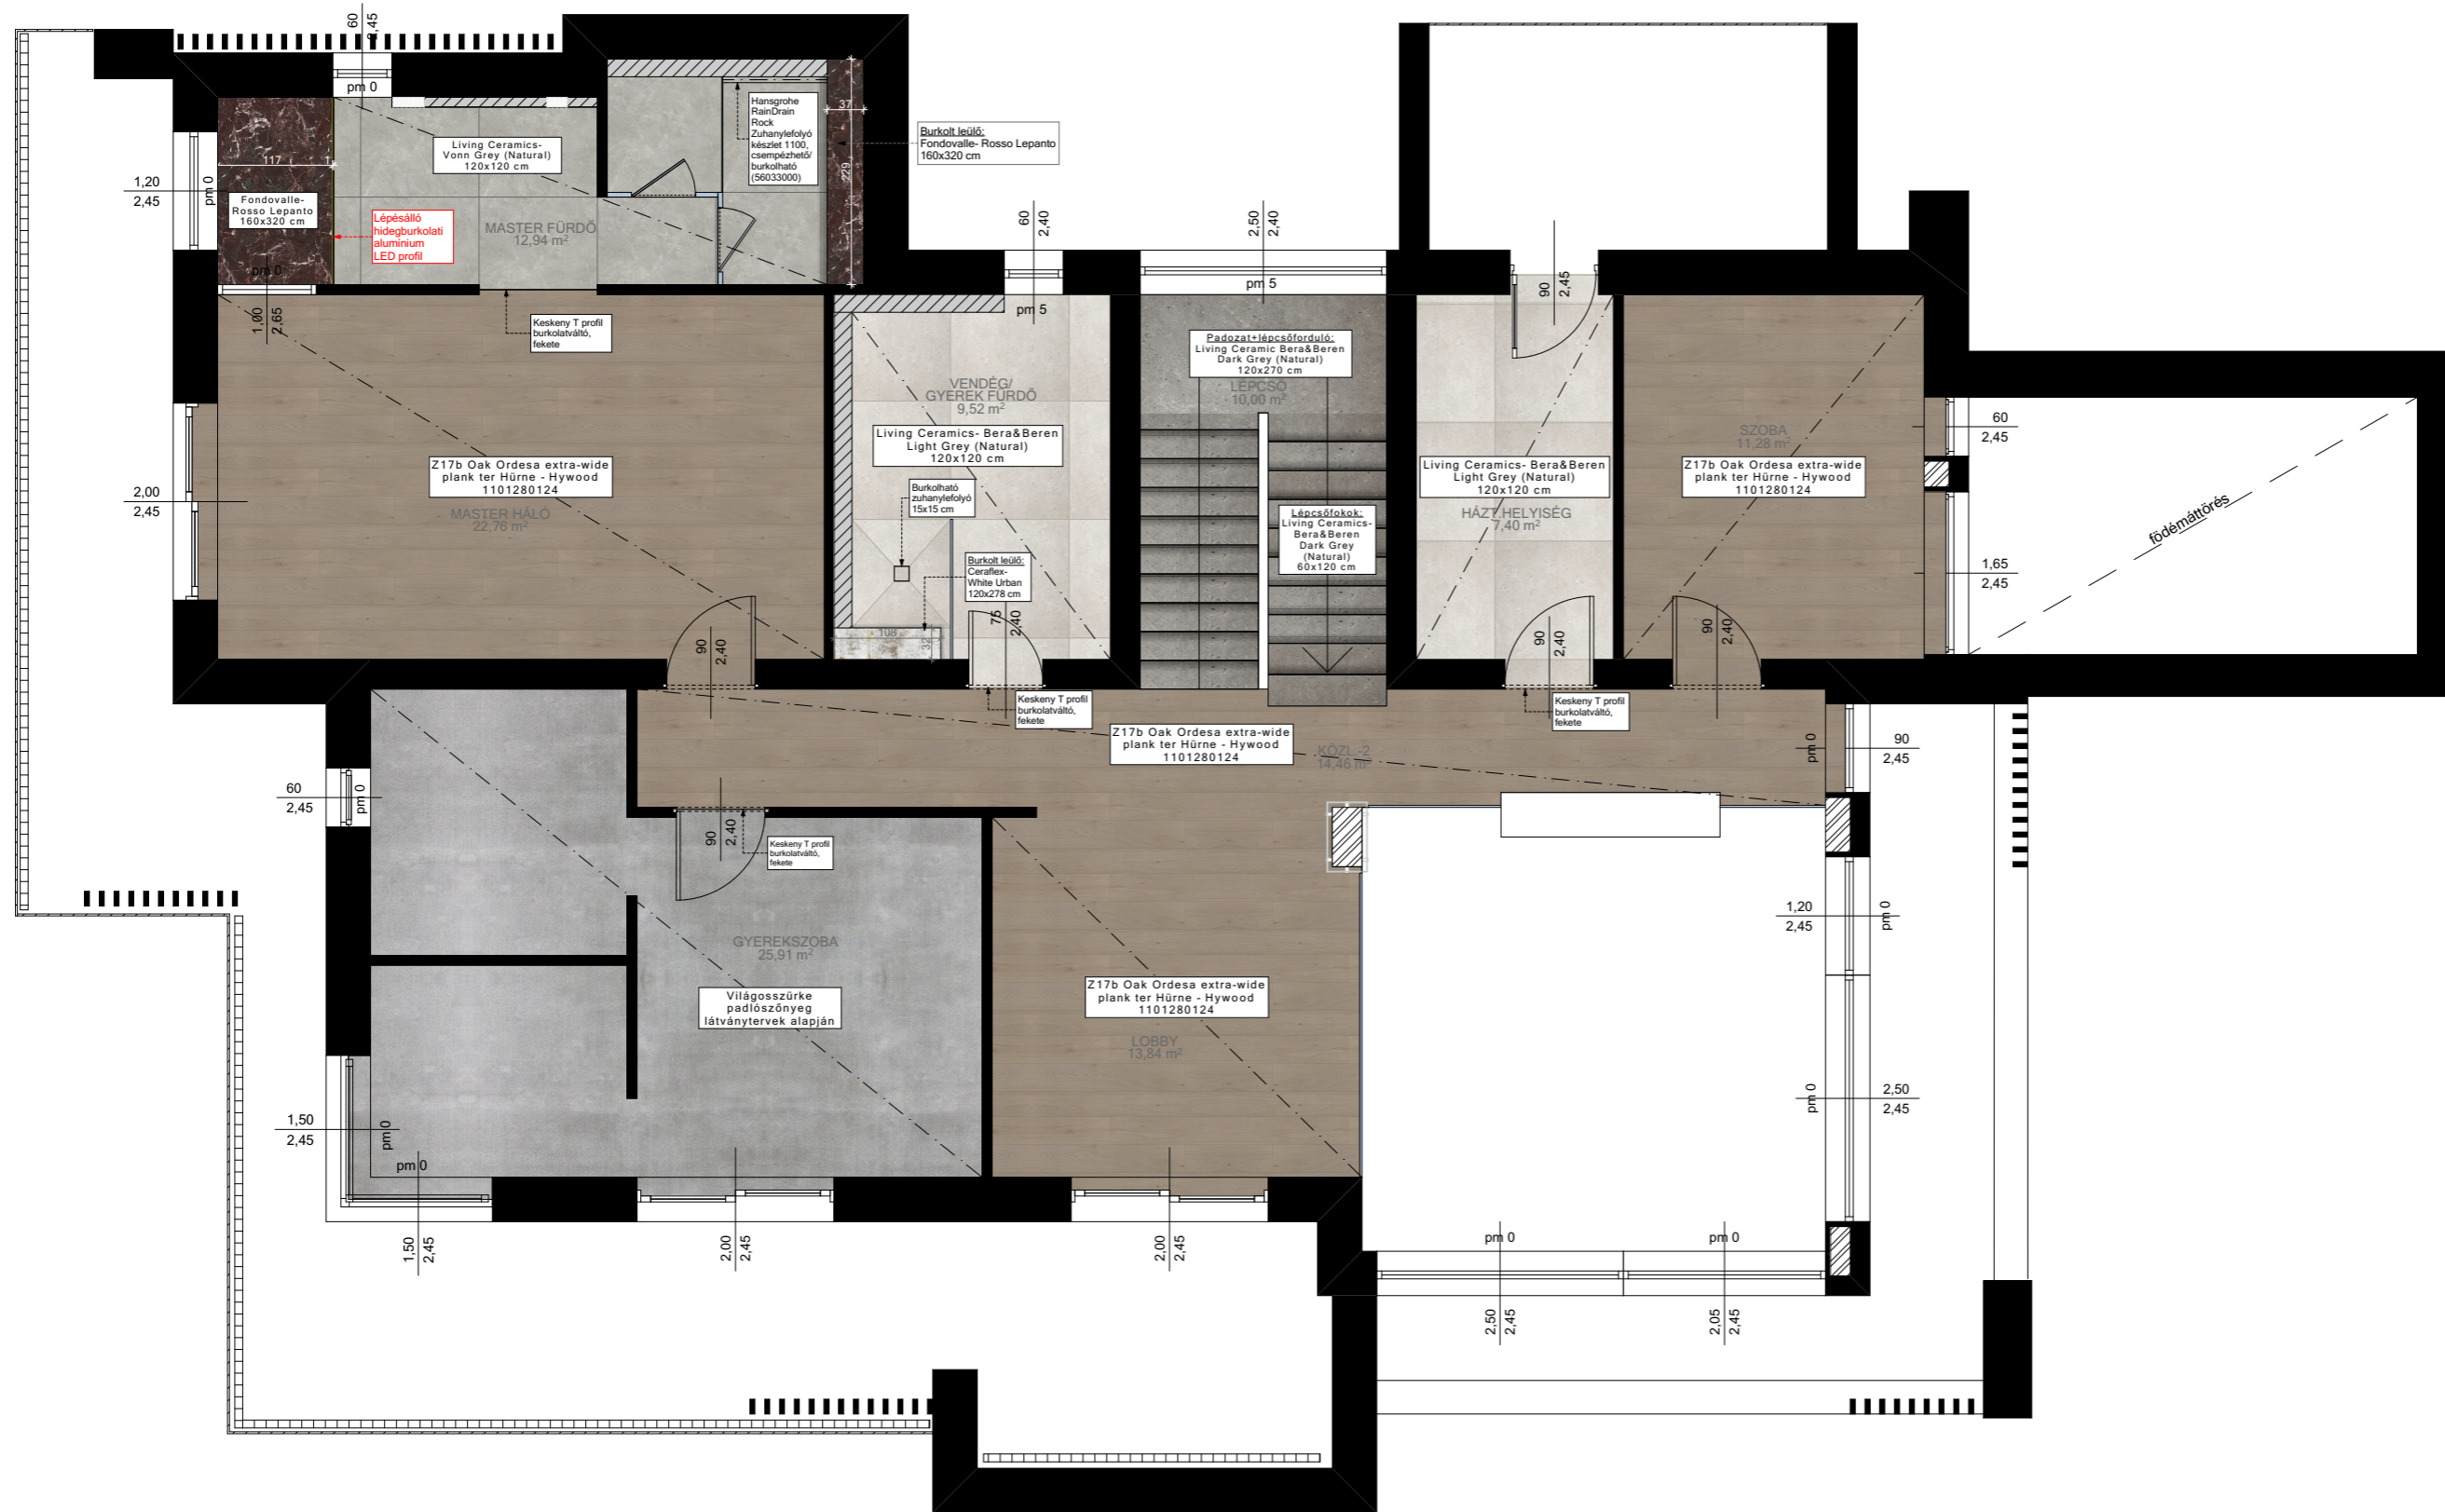 60
2,45
pm 0
Living Ceramics-
Vonn Grey (Natural)
120x120 cm
Hansgrohe
RainDrain
Rock
Zuhanylefolyó
készlet 1100,
csempézhető/
burkolható
(56033000)
37
229
Burkolt leülő:
Fondovalle- Rosso Lepanto
160x320 cm
1,20
2,45
pm 0
117
1
Fondovalle-
Rosso Lepanto
160x320 cm
Lépésálló
hidegburkolati
alumínium
LED profil
MASTER FÜRDŐ
12,94 m²
pm 0
1,00
2,65
Keskeny T profil
burkolatváltó,
fekete
60
2,40
pm 5
2,50
2,40
pm 5
90
2,45
Padozat+lépcsőforduló:
Living Ceramic Bera&Beren
Dark Grey (Natural)
120x270 cm
LÉPCSŐ
10,00 m²
VENDÉG/
GYEREK FÜRDŐ
9,52 m²
Living Ceramics- Bera&Beren
Light Grey (Natural)
120x120 cm
Z17b Oak Ordesa extra-wide
plank ter Hürne - Hywood
1101280124
MASTER HÁLÓ
22,76 m²
2,00
2,45
Burkolható
zuhanylefolyó
15x15 cm
Burkolt leülő:
Ceraflex-
White Urban
120x278 cm
108
32
75
2,40
90
2,40
Lépcsőfokok:
Living Ceramics-
Bera&Beren
Dark Grey
(Natural)
60x120 cm
Living Ceramics- Bera&Beren
Light Grey (Natural)
120x120 cm
HÁZT.HELYISÉG
7,40 m²
90
2,40
SZOBA
11,28 m²
Z17b Oak Ordesa extra-wide
plank ter Hürne - Hywood
1101280124
90
2,40
60
2,45
1,65
2,45
födémáttörés
Keskeny T profil
burkolatváltó,
fekete
Keskeny T profil
burkolatváltó,
fekete
Z17b Oak Ordesa extra-wide
plank ter Hürne - Hywood
1101280124
KÖZL.-2
14,46 m²
pm 0
90
2,45
60
2,45
pm 0
90
2,40
Keskeny T profil
burkolatváltó,
fekete
GYEREKSZOBA
25,91 m²
Világosszürke
padlószőnyeg
látványtervek alapján
Z17b Oak Ordesa extra-wide
plank ter Hürne - Hywood
1101280124
LOBBY
13,84 m²
1,20
2,45
pm 0
pm 0
2,50
2,45
1,50
2,45
pm 0
pm 0
1,50
2,45
2,00
2,45
2,00
2,45
pm 0
pm 0
2,50
2,45
2,05
2,45